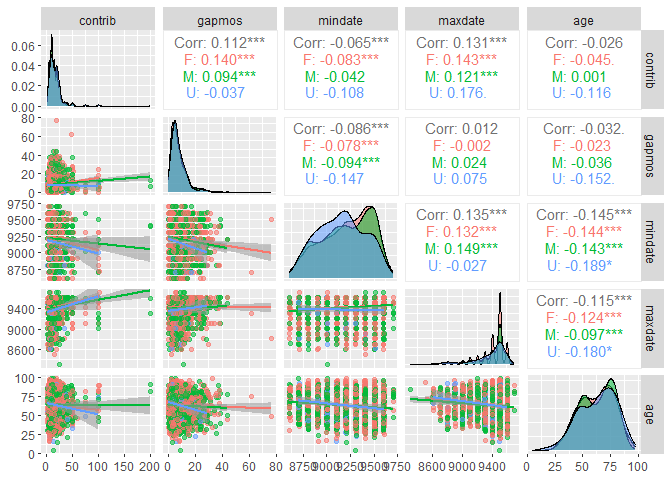 contrib gapmos mindate maxdate age
Corr: 0.112*** Corr: -0.065*** Corr: 0.131*** Corr: -0.026
F: 0.140*** F: -0.083*** F: 0.143*** F: -0.045.
M: 0.094*** M: -0.042 M: 0.121*** M: 0.001
U: -0.037 U: -0.108 U: 0.176. U: -0.116
contrib
0.06
0.04
0.02
0.00
Corr: -0.086*** Corr: 0.012 Corr: -0.032.
F: -0.078*** F: -0.002 F: -0.023
M: -0.094*** M: 0.024 M: -0.036
U: -0.147 U: 0.075 U: -0.152.
gapmos
80
60
40
20
0
Corr: 0.135*** Corr: -0.145***
F: 0.132*** F: -0.144***
M: 0.149*** M: -0.143***
U: -0.027 U: -0.189*
mindate
9750
9500
9250
9000
8750
Corr: -0.115***
F: -0.124***
M: -0.097***
U: -0.180*
maxdate
9400
9000
8600
age
100
75
50
25
0
0 50 100 150 200 0 20 40 60 80 8750 9000 9250 9500 9750 8600 9000 9400 0 25 50 75 100